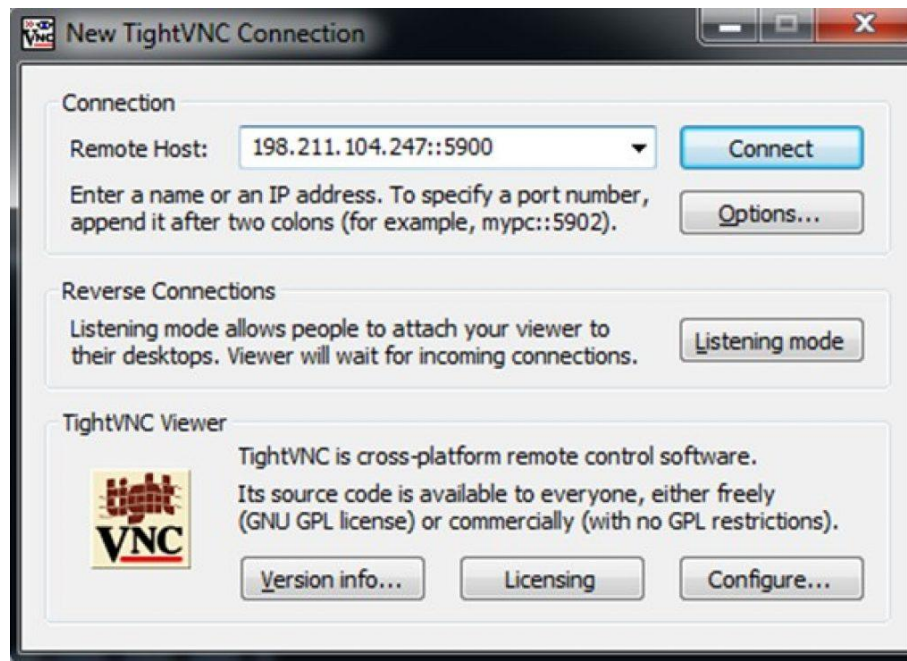 New TightVNC Connection
Connection
Remote Host:
198.211.104.247::5900
Connect
Enter a name or an IP address. To specify a port number,
append it after two colons (for example, mypc::5902).
Options...
Reverse Connections
Listening mode allows people to attach your viewer to
their desktops. Viewer will wait for incoming connections.
Listening mode
TightVNC Viewer
tight
VNC
TightVNC is cross-platform remote control software.
Its source code is available to everyone, either freely
(GNU GPL license) or commercially (with no GPL restrictions).
Version info...
Licensing
Configure...